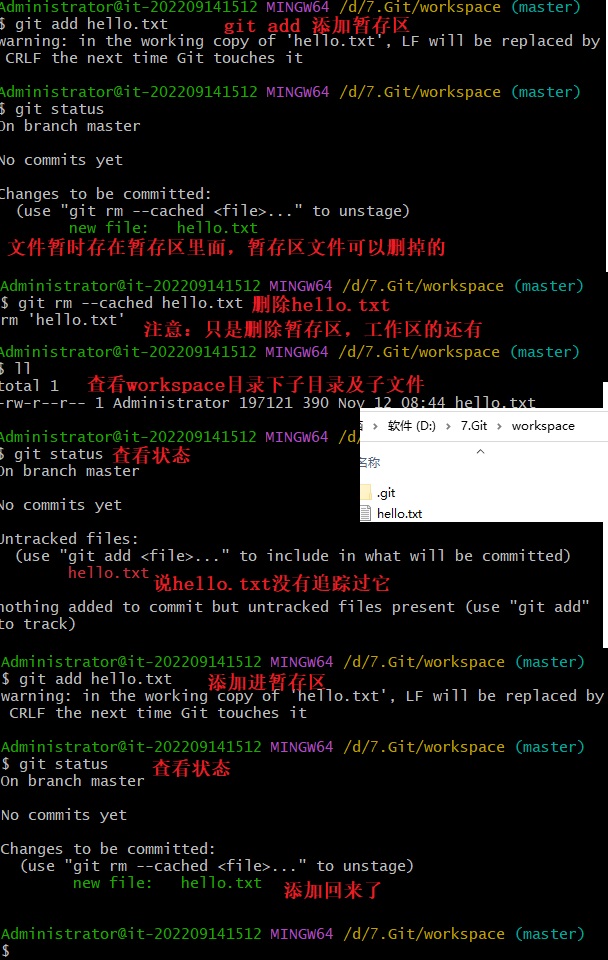 Administrator@it-202209141512 MINGW64 /d/7.Git/workspace (master)
$ git add hello.txt git add 添加暂存区
warning: in the working copy of 'hello.txt', LF will be replaced by
CRLF the next time Git touches it
Administrator@it-202209141512 MINGW64 /d/7.Git/workspace (master)
$ git status
On branch master
No commits yet
Changes to be committed:
(use "git rm --cached <file>..." to unstage)
new file: hello.txt
文件暂时存在暂存区里面，暂存区文件可以删掉的
Administrator@it-202209141512 MINGW64 /d/7.Git/workspace (master)
$ git rm --cached hello.txt 删除hello.txt
rm 'hello.txt' 注意：只是删除暂存区，工作区的还有
Administrator@it-202209141512 MINGW64 /d/7.Git/workspace (master)
$ ll
total 1 查看workspace目录下子目录及子文件
-rw-r--r-- 1 Administrator 197121 390 Nov 12 08:44 hello.txt
Administrator@it-202209141512 MINGW64 /d/
$ git status 查看状态
On branch master
软件 (D:) > 7.Git > workspace
名称
.git
hello.txt
No commits yet
Untracked files:
(use "git add <file>..." to include in what will be committed)
hello.txt 说hello.txt没有追踪过它
nothing added to commit but untracked files present (use "git add"
to track)
Administrator@it-202209141512 MINGW64 /d/7.Git/workspace (master)
$ git add hello.txt 添加进暂存区
warning: in the working copy of 'hello.txt', LF will be replaced by
CRLF the next time Git touches it
Administrator@it-202209141512 MINGW64 /d/7.Git/workspace (master)
$ git status 查看状态
On branch master
No commits yet
Changes to be committed:
(use "git rm --cached <file>..." to unstage)
new file: hello.txt 添加回来了
Administrator@it-202209141512 MINGW64 /d/7.Git/workspace (master)
$